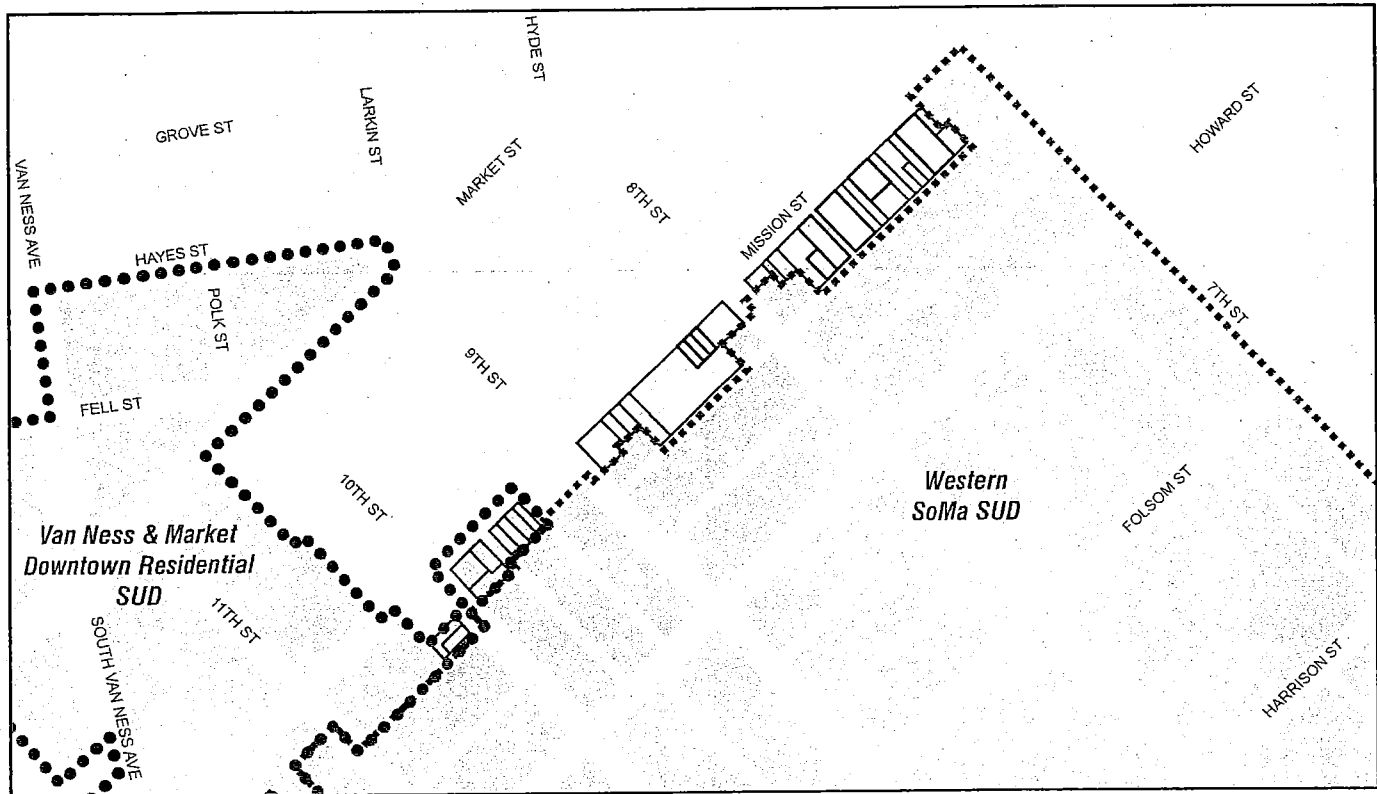 HYDE ST
LARKIN ST
GROVE ST
MARKET ST
HOWARD ST
VAN NESS AVE
8TH ST
MISSION ST
HAYES ST
POLK ST
7TH ST
9TH ST
FELL ST
10TH ST
Western
SoMa SUD
FOLSOM ST
Van Ness & Market
Downtown Residential
SUD
11TH ST
SOUTH VAN NESS AVE
HARRISON ST